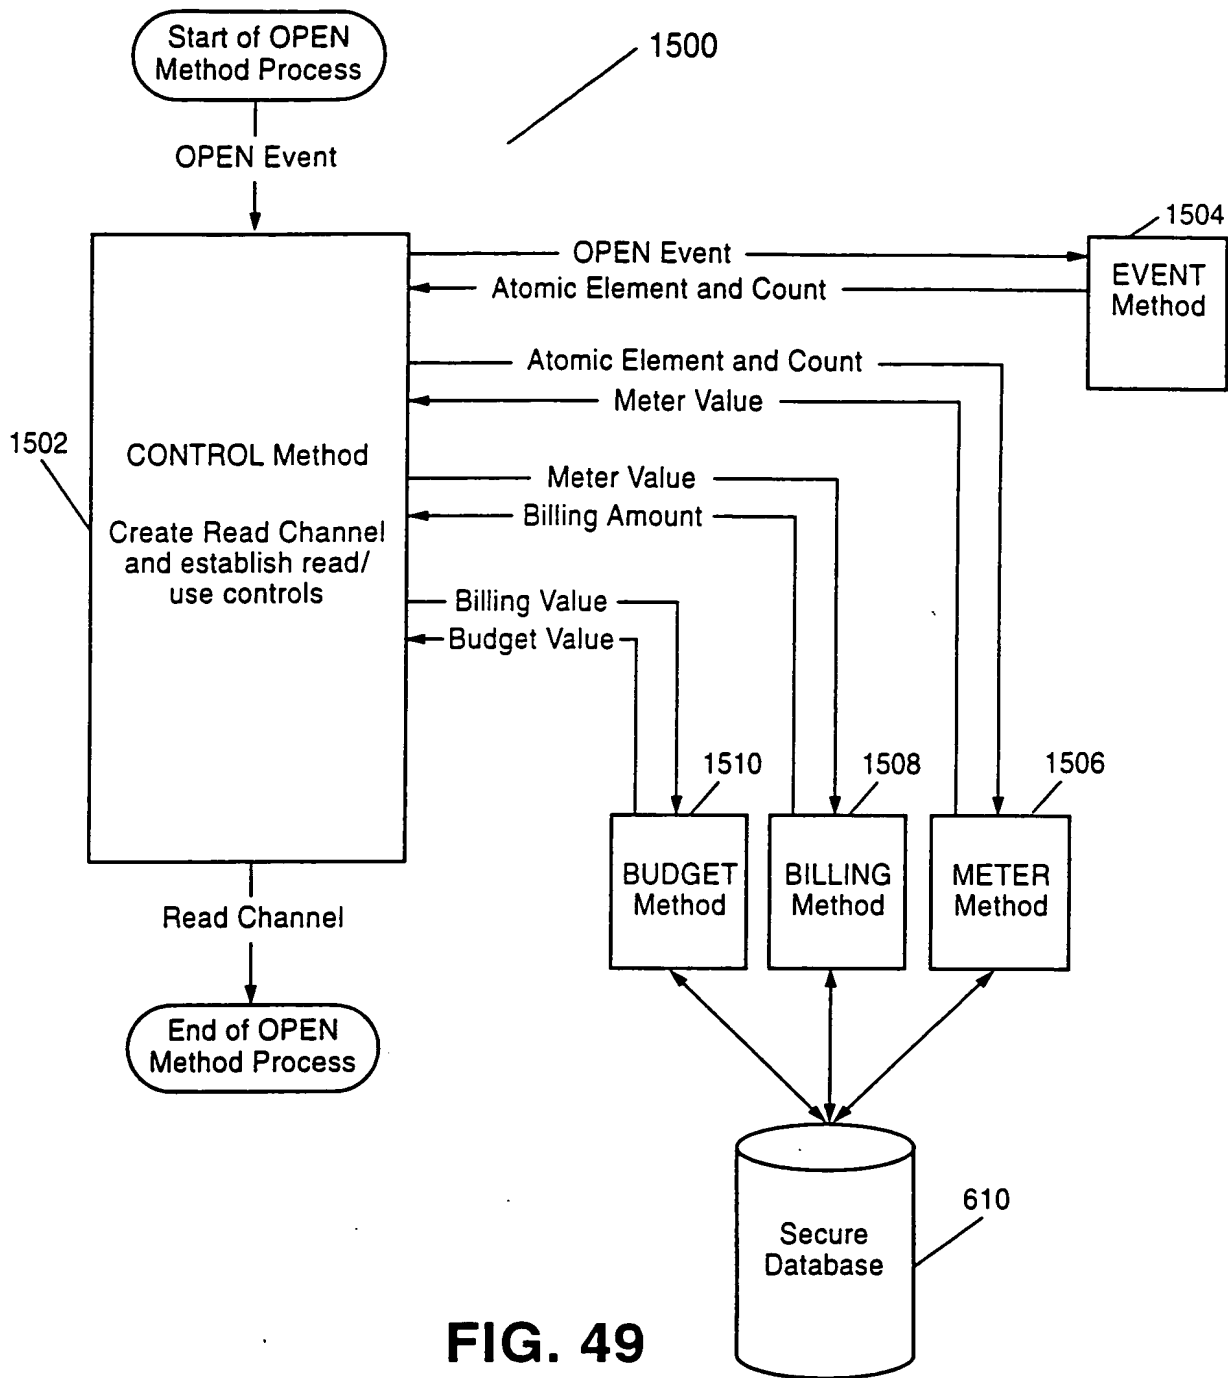 Start of OPEN
Method Process
1500
OPEN Event
1504
OPEN Event
EVENT
Method
Atomic Element and Count
Atomic Element and Count
Meter Value
1502
CONTROL Method
Create Read Channel
and establish read/
use controls
Meter Value
Billing Amount
Billing Value
Budget Value
1510
1508
1506
BUDGET
Method
BILLING
Method
METER
Method
Read Channel
End of OPEN
Method Process
610
Secure
Database
FIG. 49